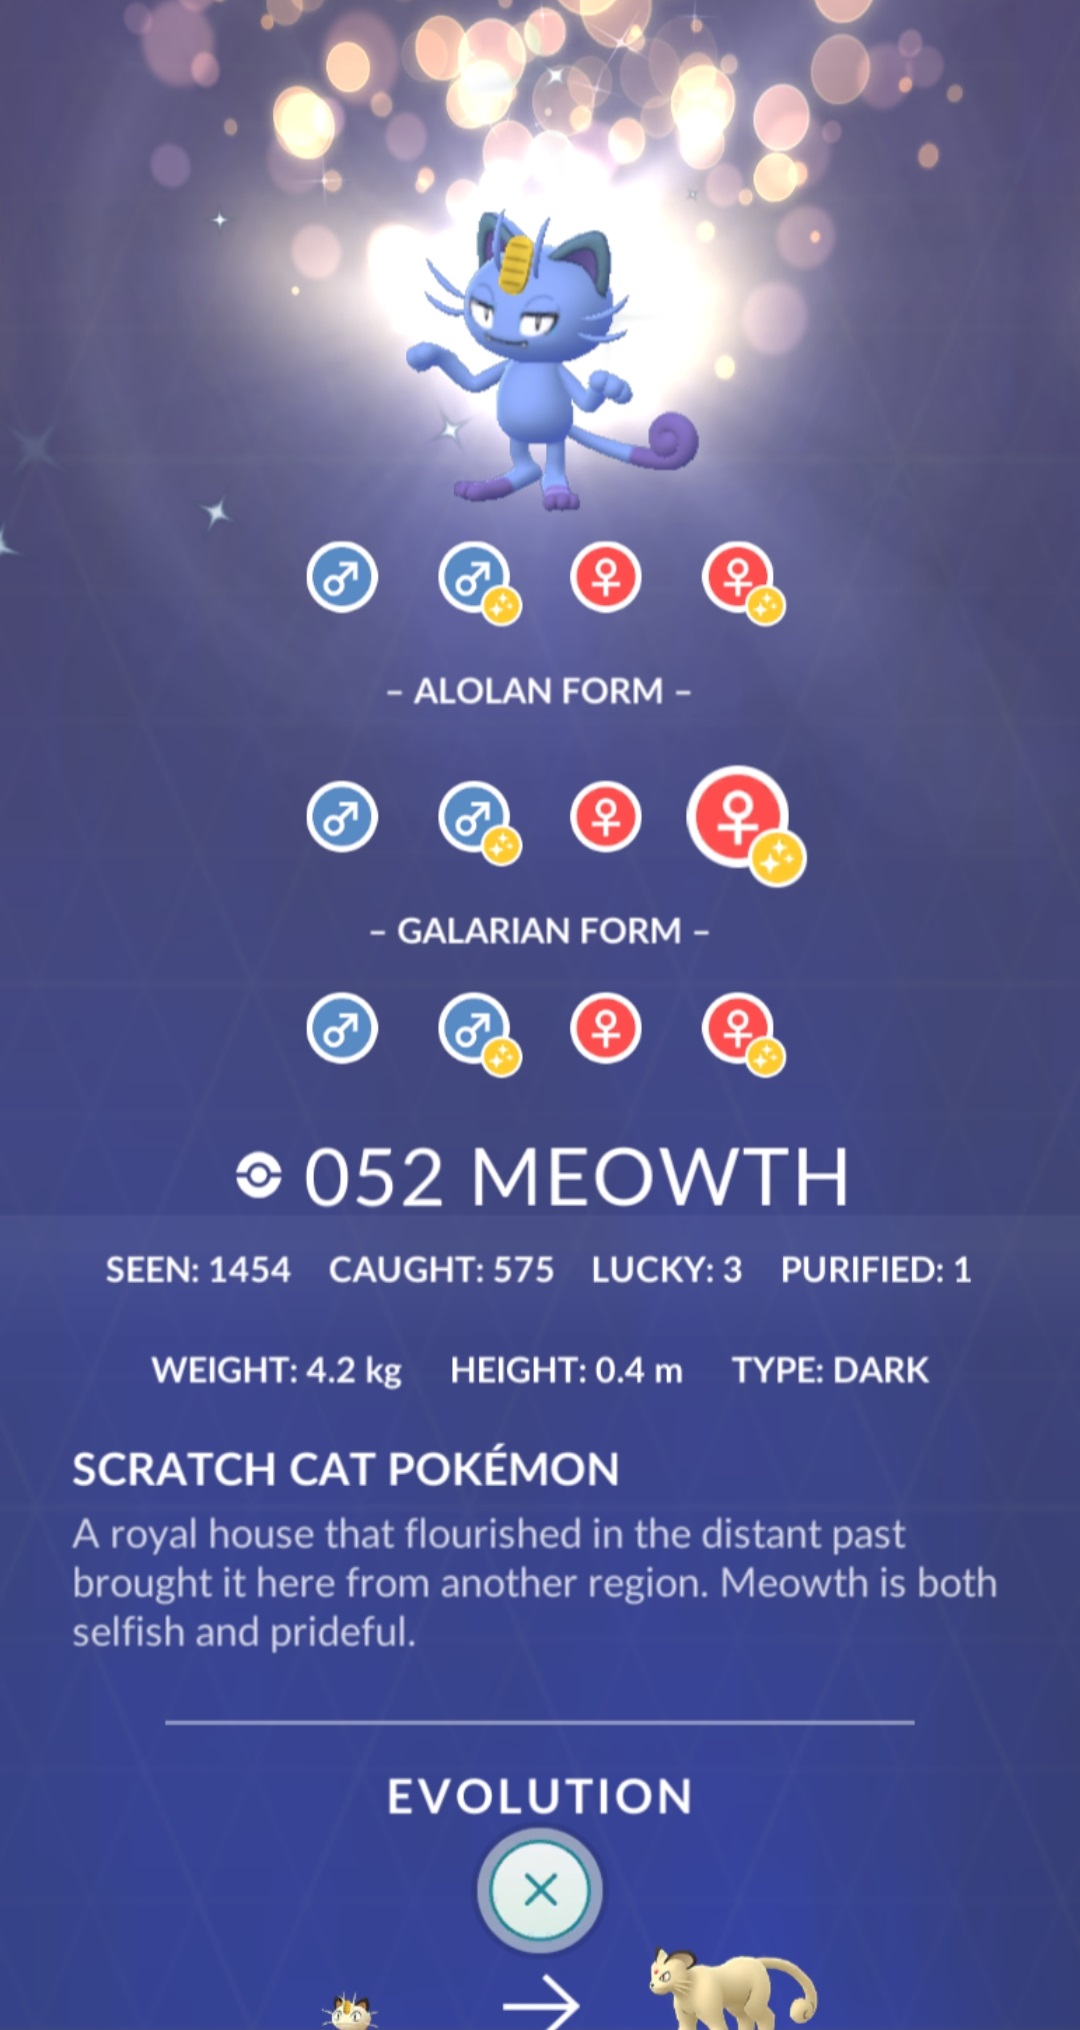 – ALOLAN FORM –
– GALARIAN FORM –
052 MEOWTH
SEEN: 1454 CAUGHT: 575 LUCKY: 3 PURIFIED: 1
WEIGHT: 4.2 kg HEIGHT: 0.4 m TYPE: DARK
SCRATCH CAT POKÉMON
A royal house that flourished in the distant past
brought it here from another region. Meowth is both
selfish and prideful.
EVOLUTION